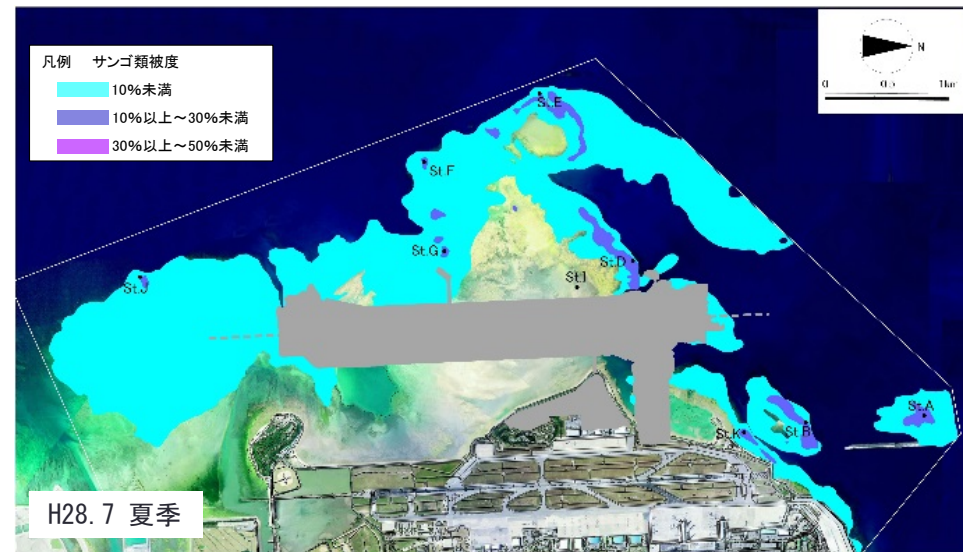 凡例 サンゴ類被度
10%未満
10%以上~30%未満
30%以上~50%未満
N
0 0.5 1km
St.E
St.F
St.G
St.D
St.I
St.J
St.A
St.B
St.K
H28.7 夏季